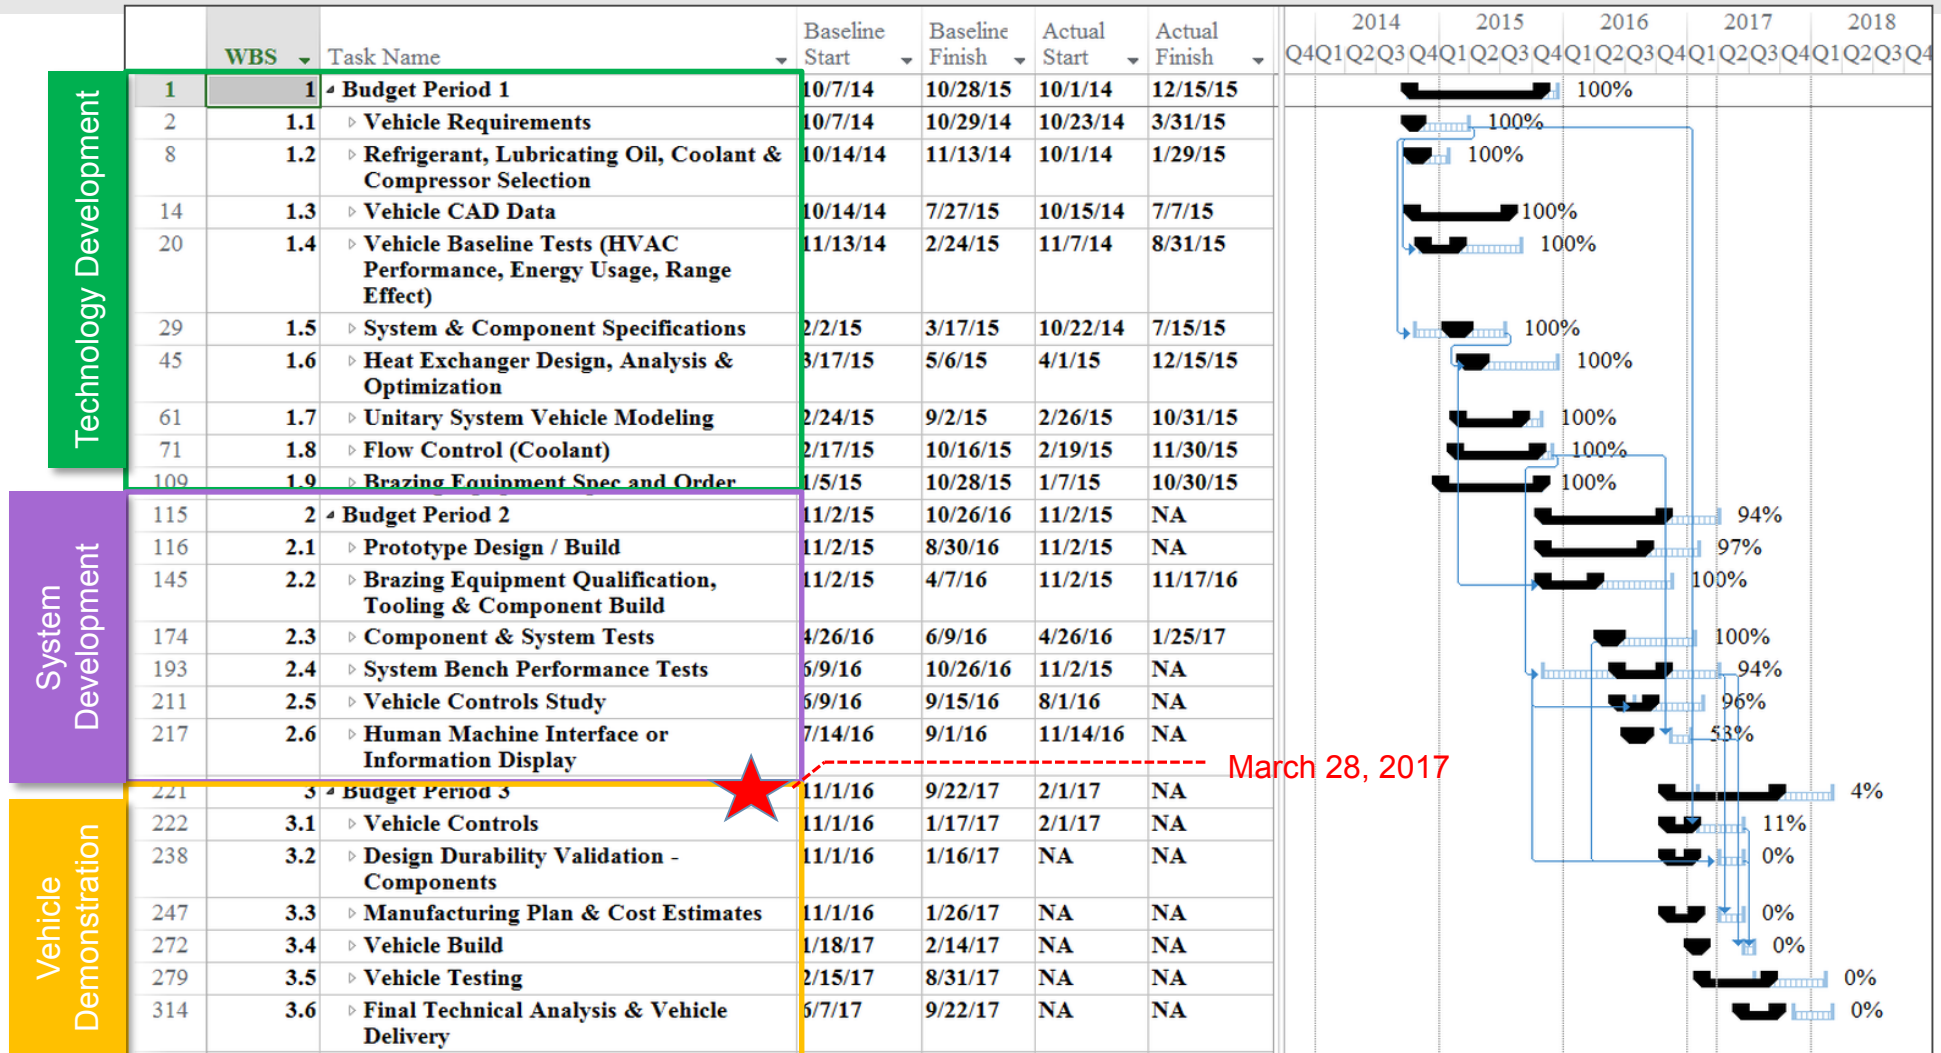 2014 2015 2016 2017 2018
WBS Task Name Baseline Start Baseline Finish Actual Start Actual Finish Q4 Q1 Q2 Q3 Q4 Q1 Q2 Q3 Q4 Q1 Q2 Q3 Q4 Q1 Q2 Q3 Q4 Q1 Q2 Q3 Q4
Technology Development
1 1 Budget Period 1 10/7/14 10/28/15 10/1/14 12/15/15 100%
2 1.1 Vehicle Requirements 10/7/14 10/29/14 10/23/14 3/31/15 100%
8 1.2 Refrigerant, Lubricating Oil, Coolant & 10/14/14 11/13/14 10/1/14 1/29/15 100%
Compressor Selection
14 1.3 Vehicle CAD Data 10/14/14 7/27/15 10/15/14 7/7/15 100%
20 1.4 Vehicle Baseline Tests (HVAC 11/13/14 2/24/15 11/7/14 8/31/15 100%
Performance, Energy Usage, Range
Effect)
29 1.5 System & Component Specifications 2/2/15 3/17/15 10/22/14 7/15/15 100%
45 1.6 Heat Exchanger Design, Analysis & 3/17/15 5/6/15 4/1/15 12/15/15 100%
Optimization
61 1.7 Unitary System Vehicle Modeling 2/24/15 9/2/15 2/26/15 10/31/15 100%
71 1.8 Flow Control (Coolant) 2/17/15 10/16/15 2/19/15 11/30/15 100%
109 1.9 Brazing Equipment Spec and Order 1/5/15 10/28/15 1/7/15 10/30/15 100%
System
Development
115 2 Budget Period 2 11/2/15 10/26/16 11/2/15 NA 94%
116 2.1 Prototype Design / Build 11/2/15 8/30/16 11/2/15 NA 97%
145 2.2 Brazing Equipment Qualification, 11/2/15 4/7/16 11/2/15 11/17/16 100%
Tooling & Component Build
174 2.3 Component & System Tests 4/26/16 6/9/16 4/26/16 1/25/17 100%
193 2.4 System Bench Performance Tests 6/9/16 10/26/16 11/2/15 NA 94%
211 2.5 Vehicle Controls Study 6/9/16 9/15/16 8/1/16 NA 96%
217 2.6 Human Machine Interface or 7/14/16 9/1/16 11/14/16 NA 53%
Information Display
March 28, 2017
Vehicle
Demonstration
221 3 Budget Period 3 11/1/16 9/22/17 2/1/17 NA 4%
222 3.1 Vehicle Controls 11/1/16 1/17/17 2/1/17 NA 11%
238 3.2 Design Durability Validation - 11/1/16 1/16/17 NA NA 0%
Components
247 3.3 Manufacturing Plan & Cost Estimates 11/1/16 1/26/17 NA NA 0%
272 3.4 Vehicle Build 1/18/17 2/14/17 NA NA 0%
279 3.5 Vehicle Testing 2/15/17 8/31/17 NA NA 0%
314 3.6 Final Technical Analysis & Vehicle 6/7/17 9/22/17 NA NA 0%
Delivery